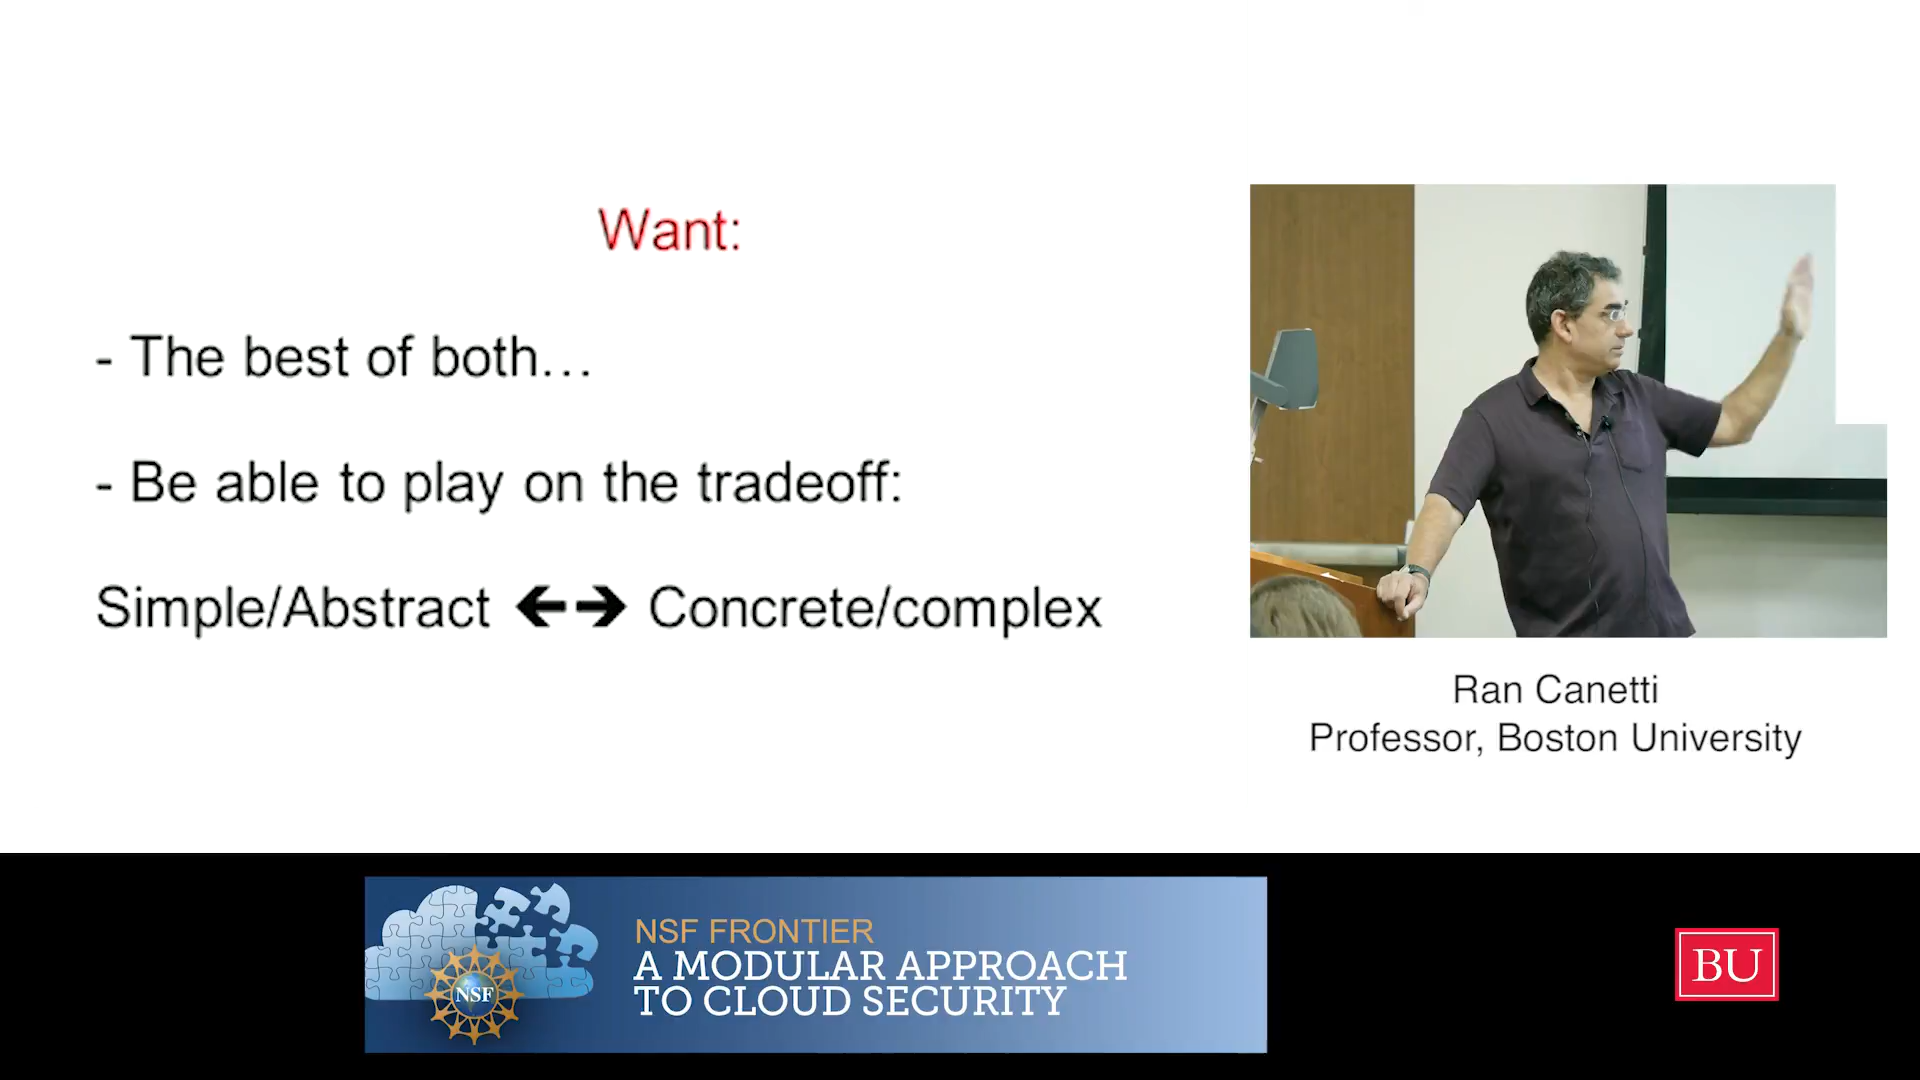 Want:
- The best of both…
- Be able to play on the tradeoff:
Simple/Abstract ←→ Concrete/complex
Ran Canetti
Professor, Boston University
NSF
NSF FRONTIER
A MODULAR APPROACH
TO CLOUD SECURITY
BU